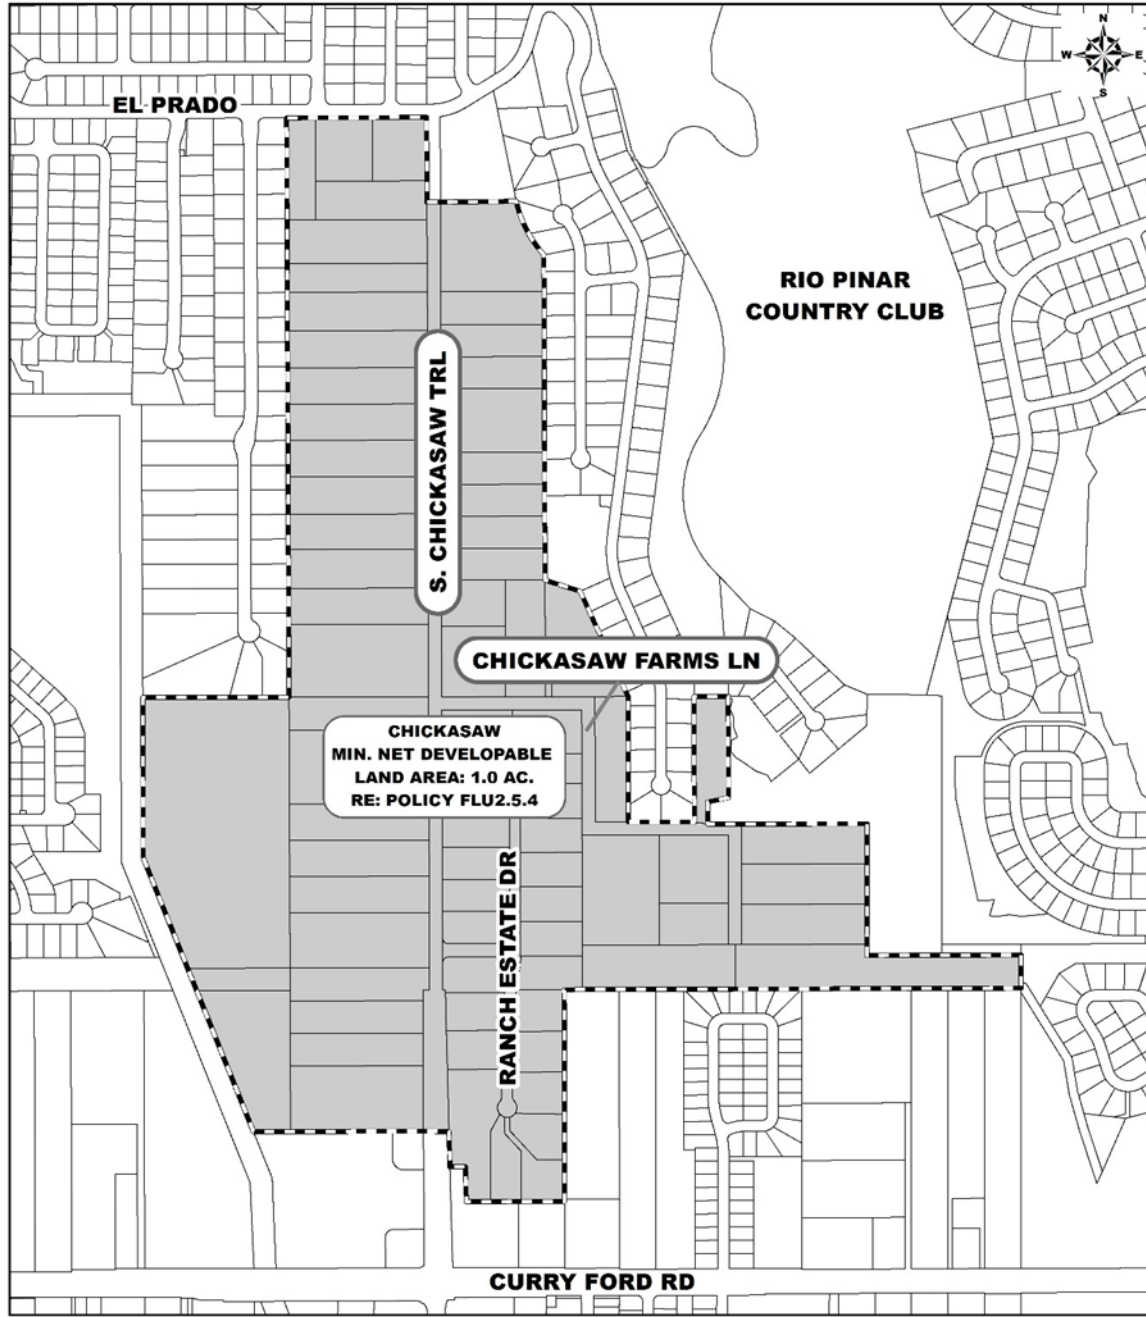 N
W E
S
EL PRADO
RIO PINAR
COUNTRY CLUB
S. CHICKASAW TRL
CHICKASAW FARMS LN
CHICKASAW
MIN. NET DEVELOPABLE
LAND AREA: 1.0 AC.
RE: POLICY FLU2.5.4
RANCH ESTATE DR
CURRY FORD RD